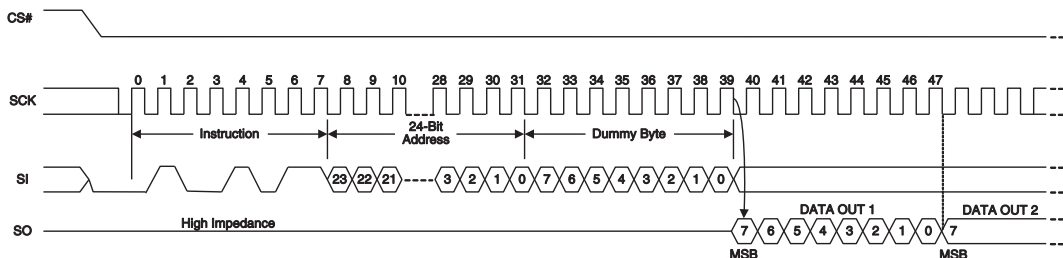 CS#
0 1 2 3 4 5 6 7 8 9 10 28 29 30 31 32 33 34 35 36 37 38 39 40 41 42 43 44 45 46 47
SCK
Instruction
24-Bit
Address
Dummy Byte
SI
23 22 21 3 2 1 0 7 6 5 4 3 2 1 0
DATA OUT 1
DATA OUT 2
High Impedance
SO
7 6 5 4 3 2 1 0 7
MSB
MSB